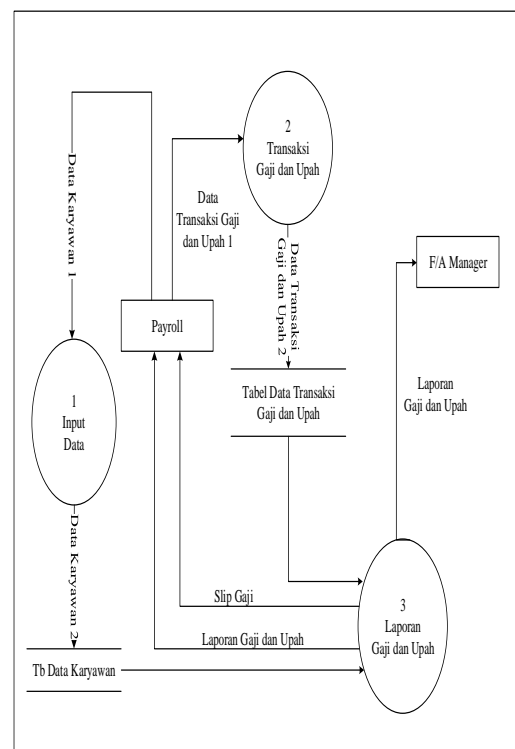 2
Transaksi
Gaji dan Upah
Data Karyawan 1
Data
Transaksi Gaji
dan Upah 1
Data Transaksi
Gaji dan Upah 2
F/A Manager
Payroll
1
Input
Data
Tabel Data Transaksi
Gaji dan Upah
Laporan
Gaji dan Upah
Data Karyawan 2
Slip Gaji
3
Laporan
Gaji dan Upah
Laporan Gaji dan Upah
Tb Data Karyawan